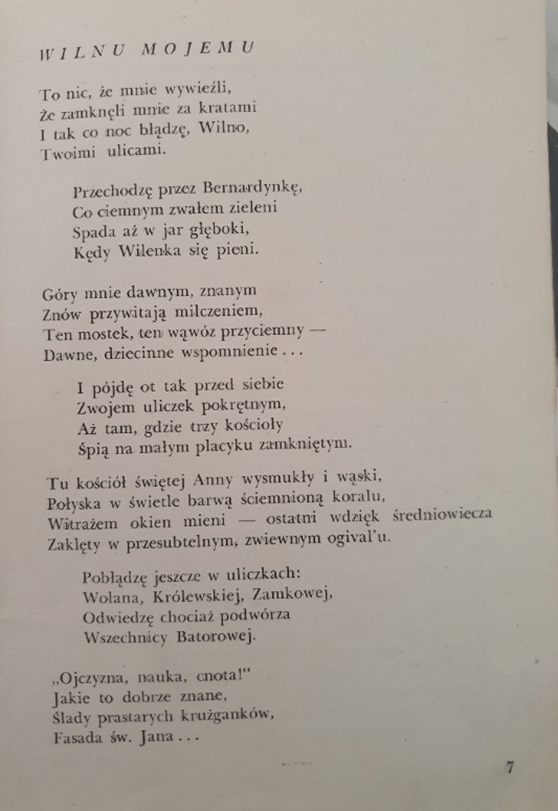 WILNU MOJEMU
To nic, że mnie wywieźli,
Że zamknęli mnie za kratami
I tak co noc błądzę, Wilno,
Twoimi ulicami.
Przechodzę przez Bernardynkę,
Co ciemnym zwałem zieleni
Spada aż w jar głęboki,
Kędy Wilenka się pieni.
Góry mnie dawnym, znanym
Znów przywitają milczeniem,
Ten mostek, ten wąwóz przyciemny —
Dawne, dziecinne wspomnienie...
I pójdę ot tak przed siebie
Zwojem uliczek pokrętnym,
Aż tam, gdzie trzy kościoły
Śpią na małym placyku zamkniętym.
Tu kościół świętej Anny wysmukły i wąski,
Połyska w świetle barwą ściemnioną koralu,
Witrażem okien mieni — ostatni wdzięk średniowiecza
Zaklęty w przesubtelnym, zwiewnym ogival'u.
Pobłądzę jeszcze w uliczkach:
Wolana, Królewskiej, Zamkowej,
Odwiedzę chociaż podwórza
Wszechnicy Batorowej.
„Ojczyzna, nauka, cnota!"
Jakie to dobrze znane,
Ślady prastarych krużganków,
Fasada św. Jana...
7